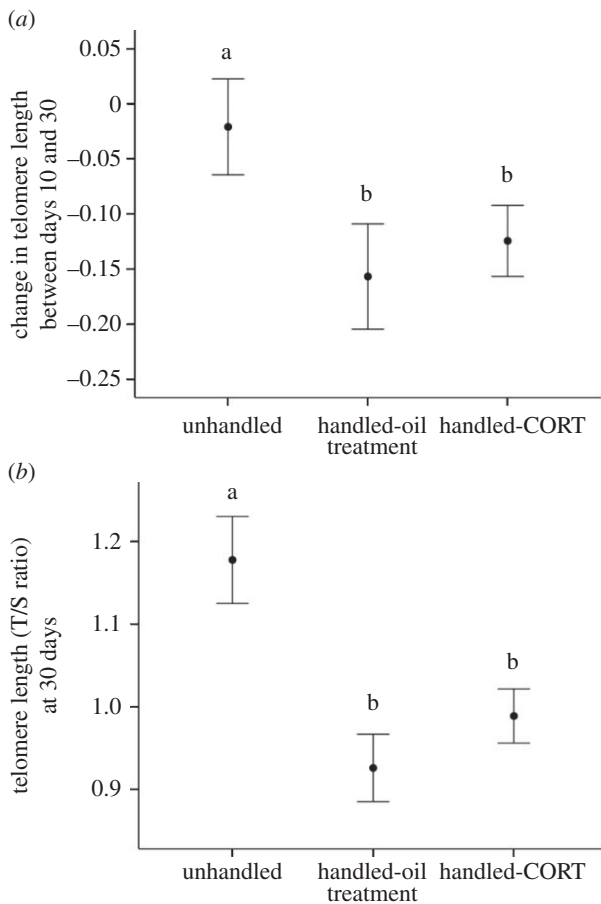 (a)
change in telomere length
between days 10 and 30
0.05
0
–0.05
–0.10
–0.15
–0.20
–0.25
a
b
b
unhandled
handled-oil
treatment
handled-CORT
(b)
telomere length (T/S ratio)
at 30 days
1.2
1.1
1.0
0.9
a
b
b
unhandled
handled-oil
treatment
handled-CORT